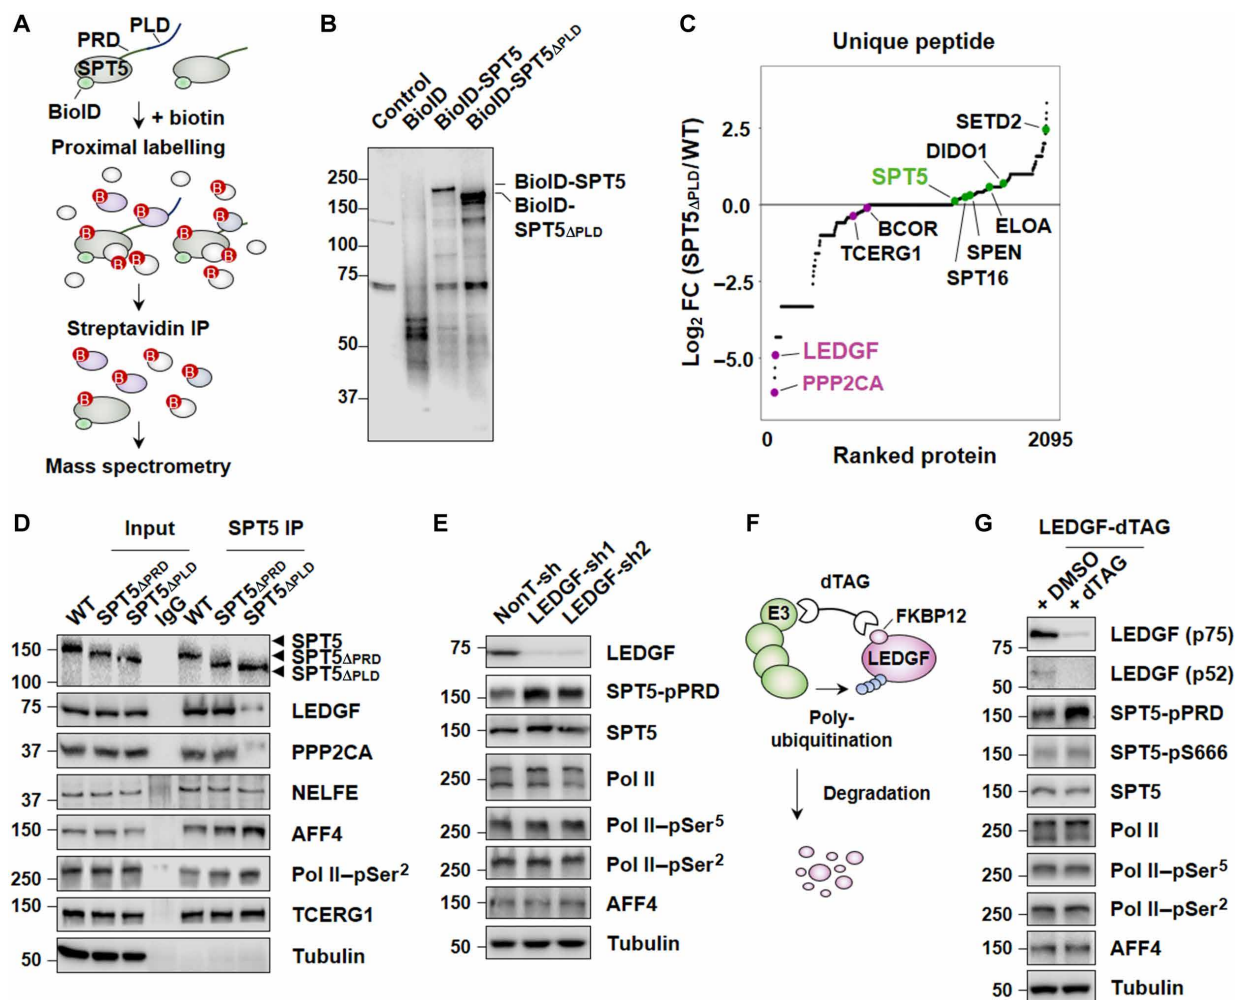 A
PRD
PLD
SPT5
BioID
+ biotin
Proximal labelling
B
B
B
B
B
B
B
B
B
Streptavidin IP
B
B
B
B
B
B
Mass spectrometry
B
Control
BioID
BioID-SPT5
BioID-SPT5ΔPLD
250
150
100
75
50
37
BioID-SPT5
BioID-
SPT5ΔPLD
C
Unique peptide
Log2 FC (SPT5ΔPLD/WT)
2.5
0.0
−2.5
−5.0
SETD2
DIDO1
SPT5
ELOA
BCOR
SPEN
TCERG1
SPT16
LEDGF
PPP2CA
0
2095
Ranked protein
D
Input
SPT5 IP
WT
SPT5ΔPRD
SPT5ΔPLD
IgG
WT
SPT5ΔPRD
SPT5ΔPLD
150
100
SPT5
SPT5ΔPRD
SPT5ΔPLD
75
LEDGF
37
PPP2CA
37
NELFE
150
AFF4
250
Pol II–pSer2
150
TCERG1
50
Tubulin
E
NonT-sh
LEDGF-sh1
LEDGF-sh2
75
LEDGF
150
SPT5-pPRD
150
SPT5
250
Pol II
250
Pol II–pSer5
250
Pol II–pSer2
150
AFF4
50
Tubulin
F
dTAG
E3
FKBP12
LEDGF
Poly-
ubiquitination
Degradation
G
LEDGF-dTAG
+ DMSO
+ dTAG
75
LEDGF (p75)
50
LEDGF (p52)
150
SPT5-pPRD
150
SPT5-pS666
150
SPT5
250
Pol II
250
Pol II–pSer5
250
Pol II–pSer2
150
AFF4
50
Tubulin